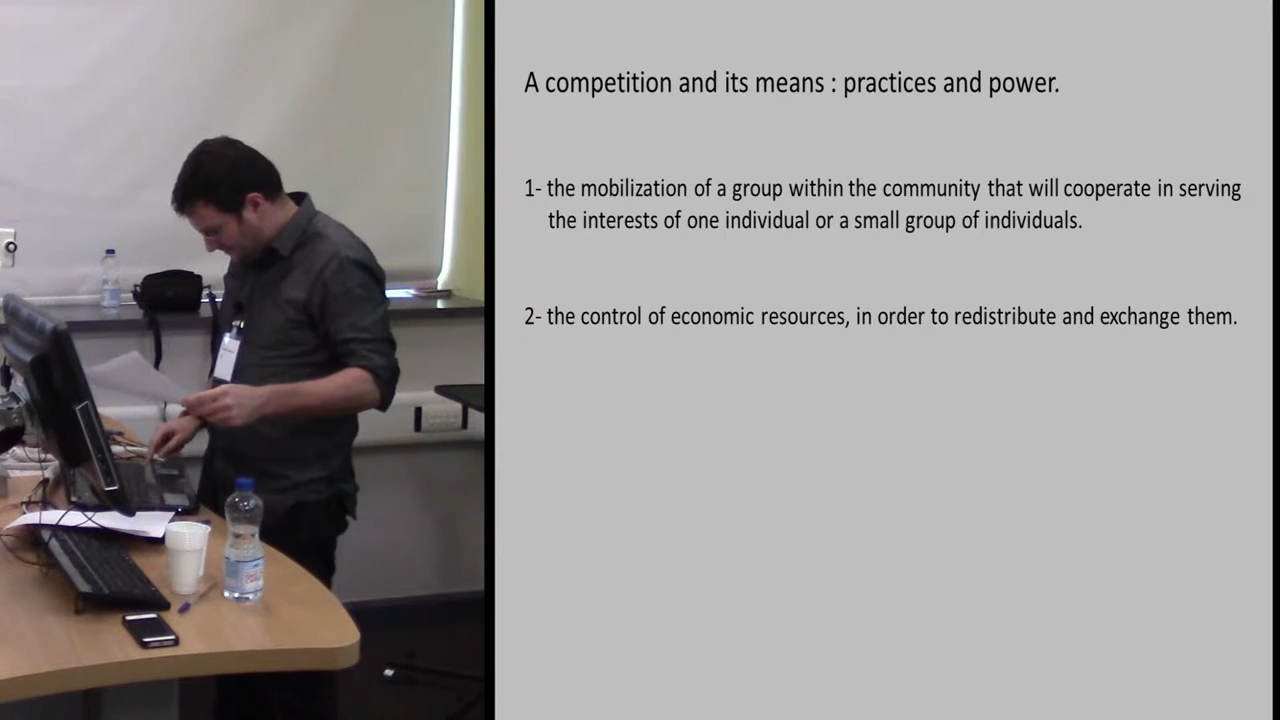 A competition and its means : practices and power.
1- the mobilization of a group within the community that will cooperate in serving
the interests of one individual or a small group of individuals.
2- the control of economic resources, in order to redistribute and exchange them.